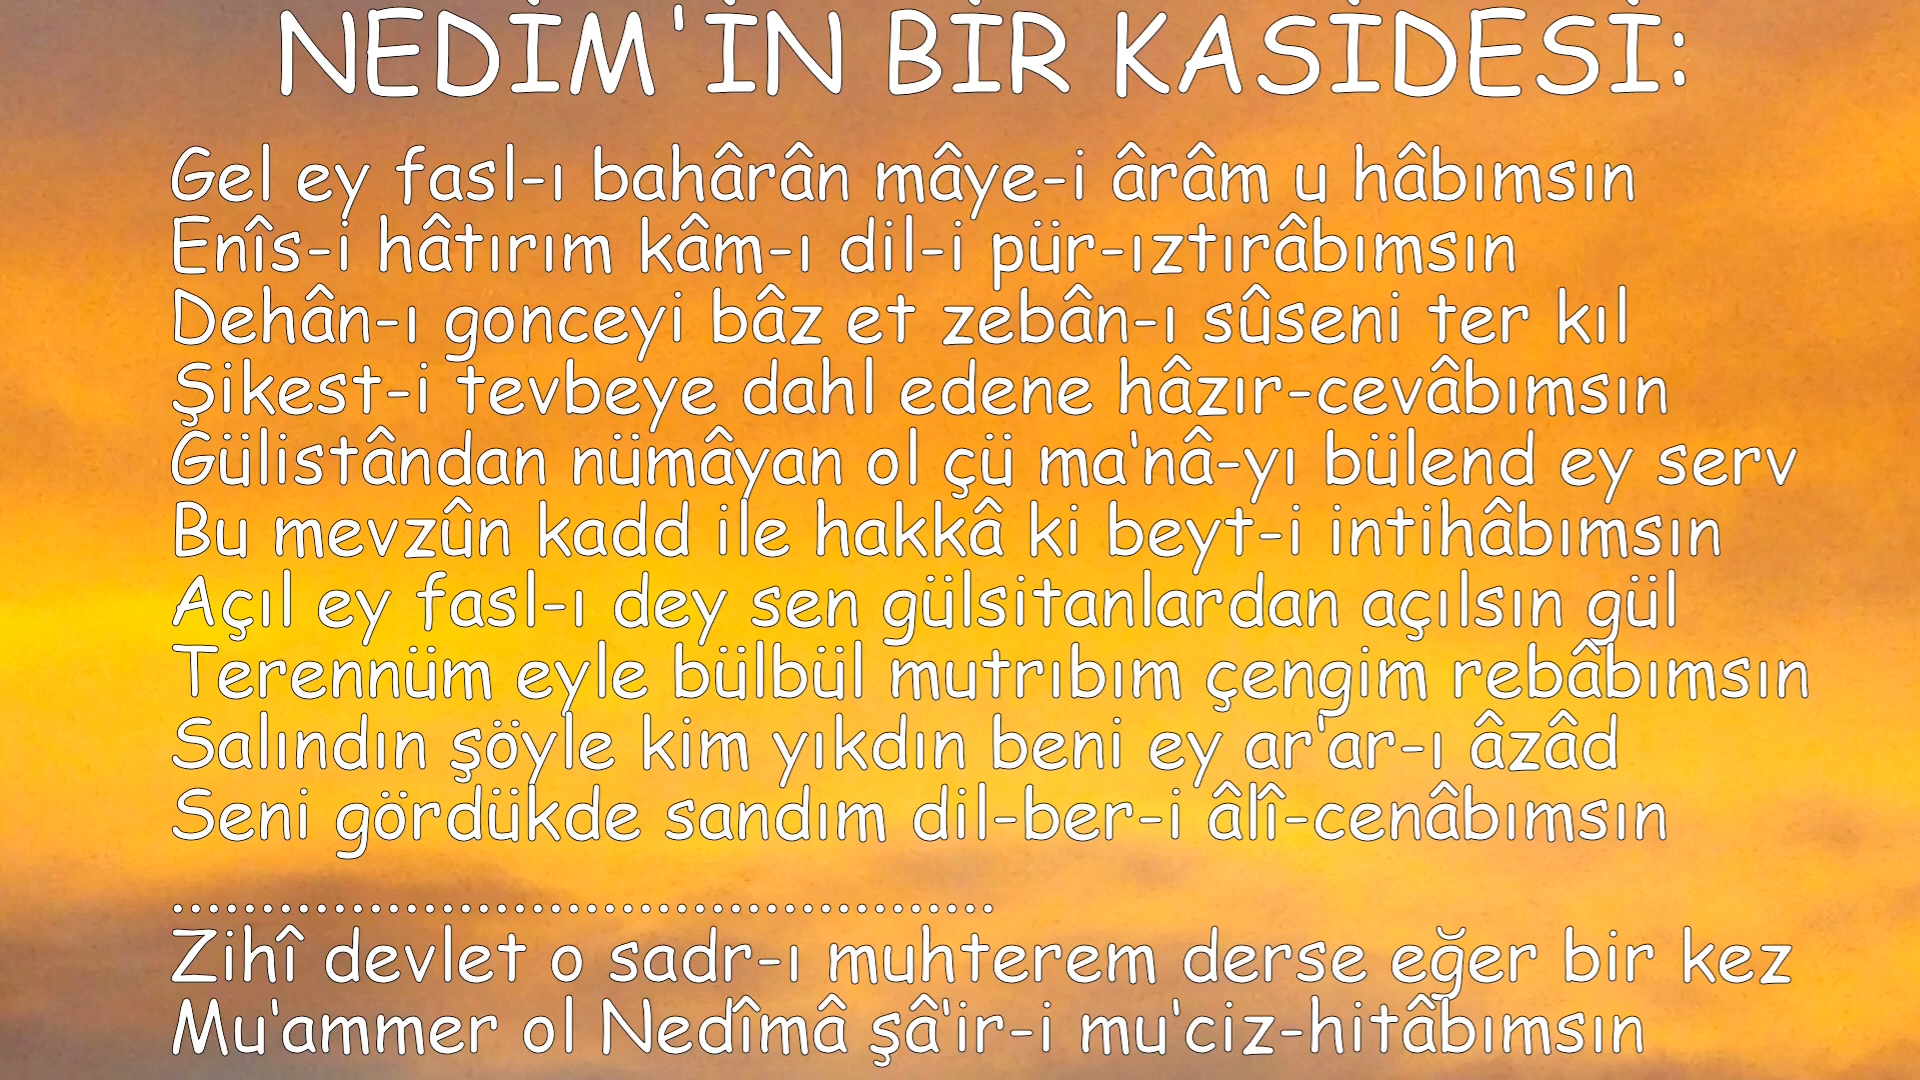 NEDİM'İN BİR KASİDESİ:
Gel ey fasl-ı bahârân mâye-i ârâm u hâbımsın
Enîs-i hâtırım kâm-ı dil-i pür-ıztırâbımsın
Dehân-ı gonceyi bâz et zebân-ı sûseni ter kıl
Şikest-i tevbeye dahl edene hâzır-cevâbımsın
Gülistândan nümâyan ol çü ma'nâ-yı bülend ey serv
Bu mevzûn kadd ile hakkâ ki beyt-i intihâbımsın
Açıl ey fasl-ı dey sen gülsitanlardan açılsın gül
Terennüm eyle bülbül mutrıbım çengim rebâbımsın
Salındın şöyle kim yıkdın beni ey ar'ar-ı âzâd
Seni gördükde sandım dil-ber-i âlî-cenâbımsın
..............................................
Zihî devlet o sadr-ı muhterem derse eğer bir kez
Mu'ammer ol Nedîmâ şâ'ir-i mu'ciz-hitâbımsın